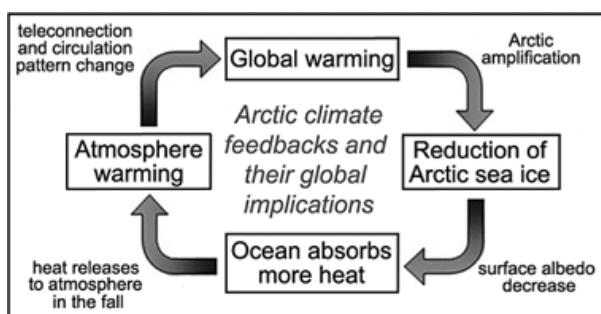 teleconnection
and circulation
pattern change
Global warming
Arctic
amplification
Arctic climate
feedbacks and
their global
implications
Atmosphere
warming
Reduction of
Arctic sea ice
Ocean absorbs
more heat
heat releases
to atmosphere
in the fall
surface albedo
decrease